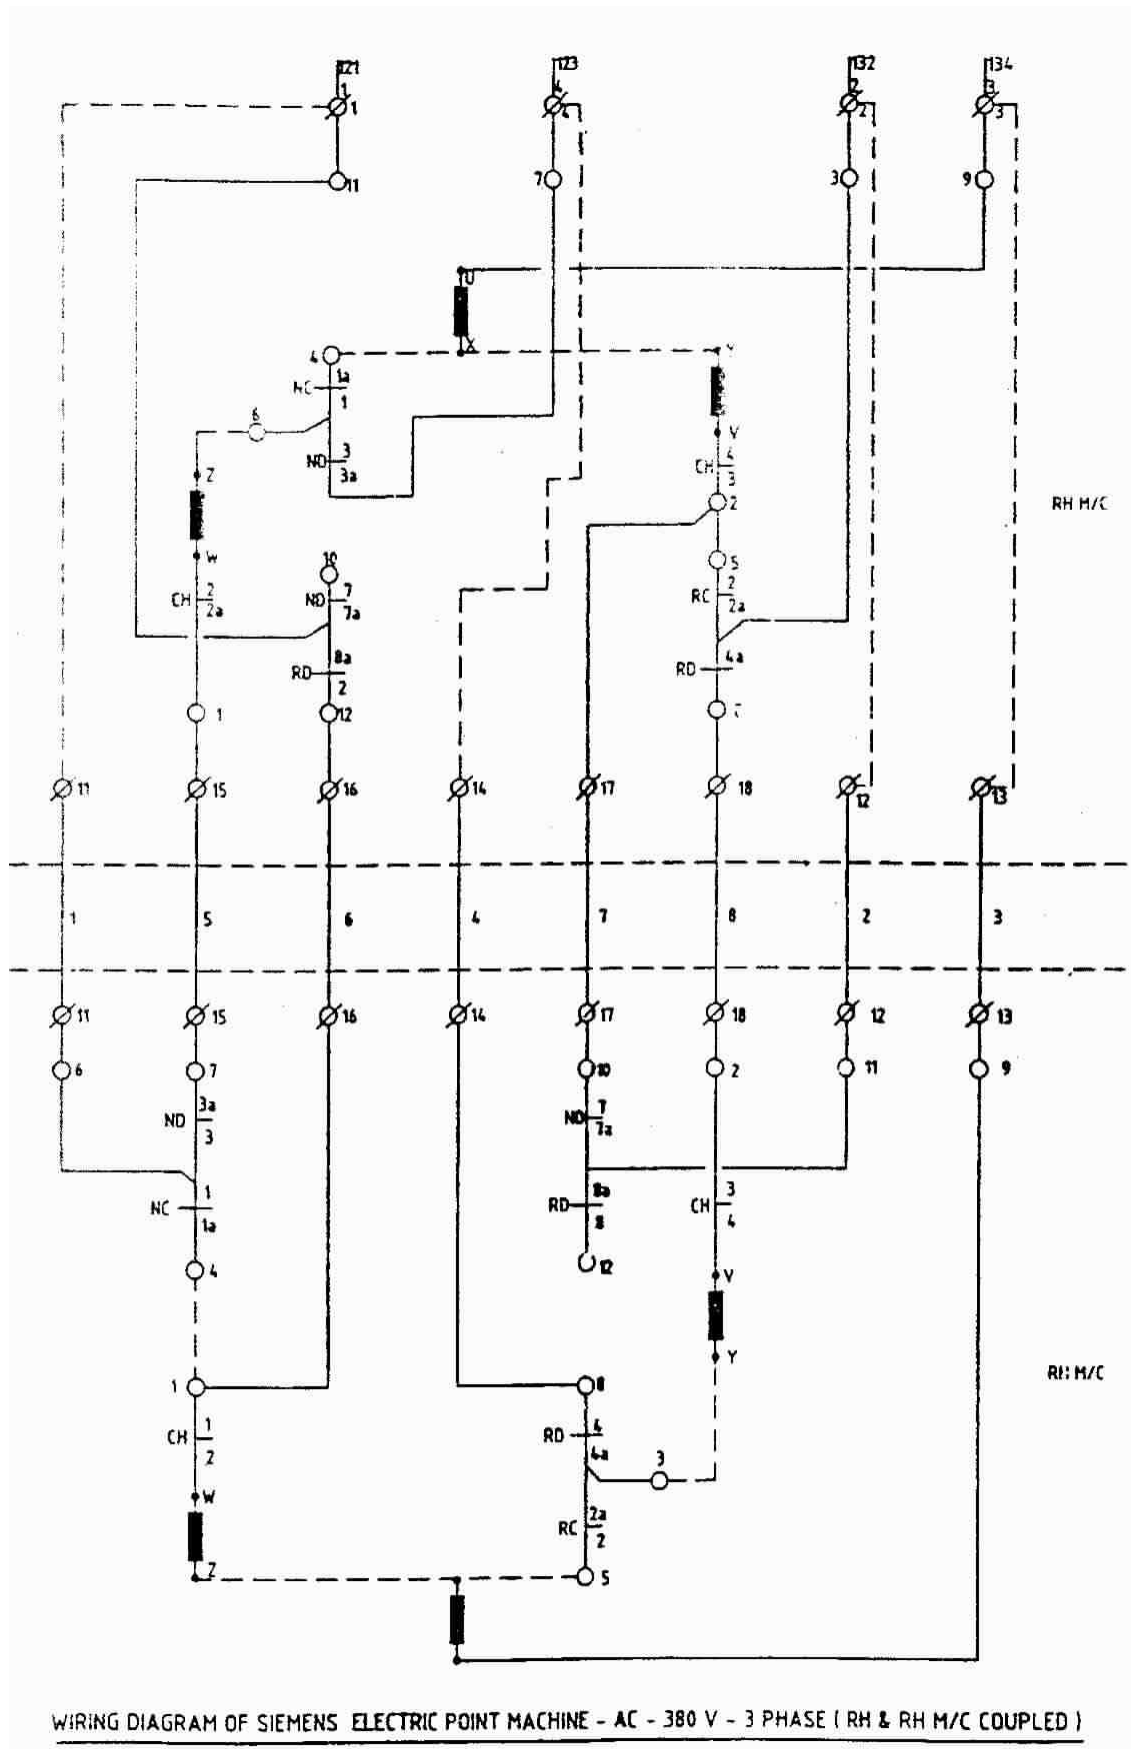 121 123 132 134
1 4 2 3
1 4 2 3
11 7 3 9
U
X Y
4
1a
NC
1
6
3
ND
3a
Z
V
4
CH
3
2
RH M/C
W
10
5
2
CH
2a
7
ND
7a
2
RC
2a
8a
RD
2
4a
RD
1 12
11 15 16 14 17 18 12 13
1 5 6 4 7 8 2 3
11 15 16 14 17 18 12 13
6 7 10 2 11 9
3a
ND
3
7
ND
7a
1
NC
1a
8a
RD
8
3
CH
4
4 12
V
Y
1 8
RH M/C
1
CH
2
4
RD
4a
3
W
2a
RC
2
Z 5
WIRING DIAGRAM OF SIEMENS ELECTRIC POINT MACHINE - AC - 380 V - 3 PHASE ( RH & RH M/C COUPLED )